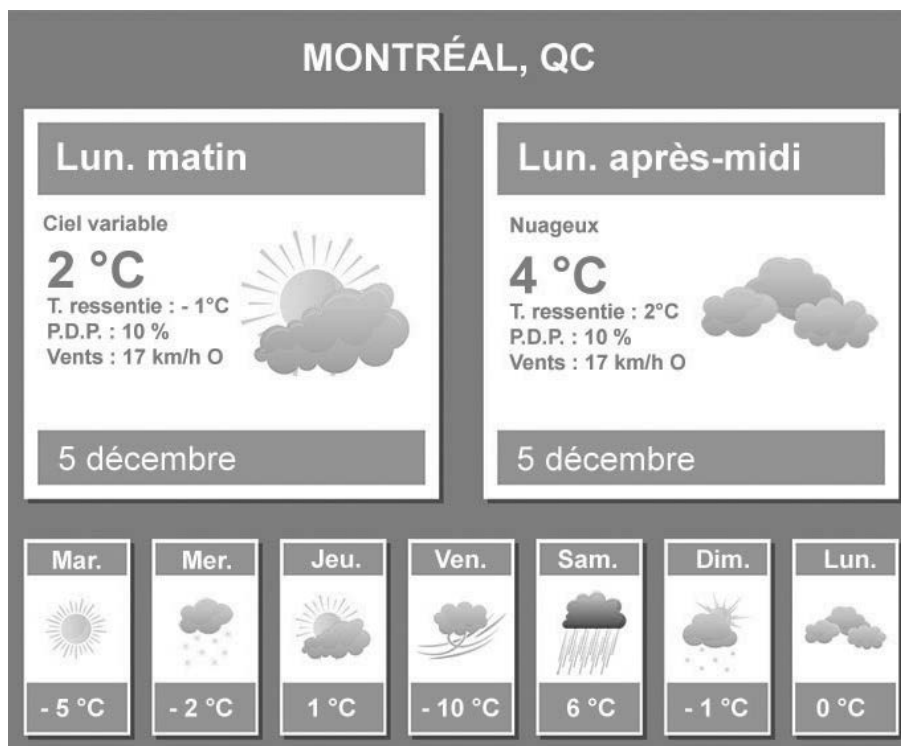 MONTRÉAL, QC
Lun. matin
Ciel variable
2 °C
T. ressentie : - 1°C
P.D.P. : 10 %
Vents : 17 km/h O
5 décembre
Lun. après-midi
Nuageux
4 °C
T. ressentie : 2°C
P.D.P. : 10 %
Vents : 17 km/h O
5 décembre
Mar. Mer. Jeu. Ven. Sam. Dim. Lun.
- 5 °C - 2 °C 1 °C - 10 °C 6 °C - 1 °C 0 °C